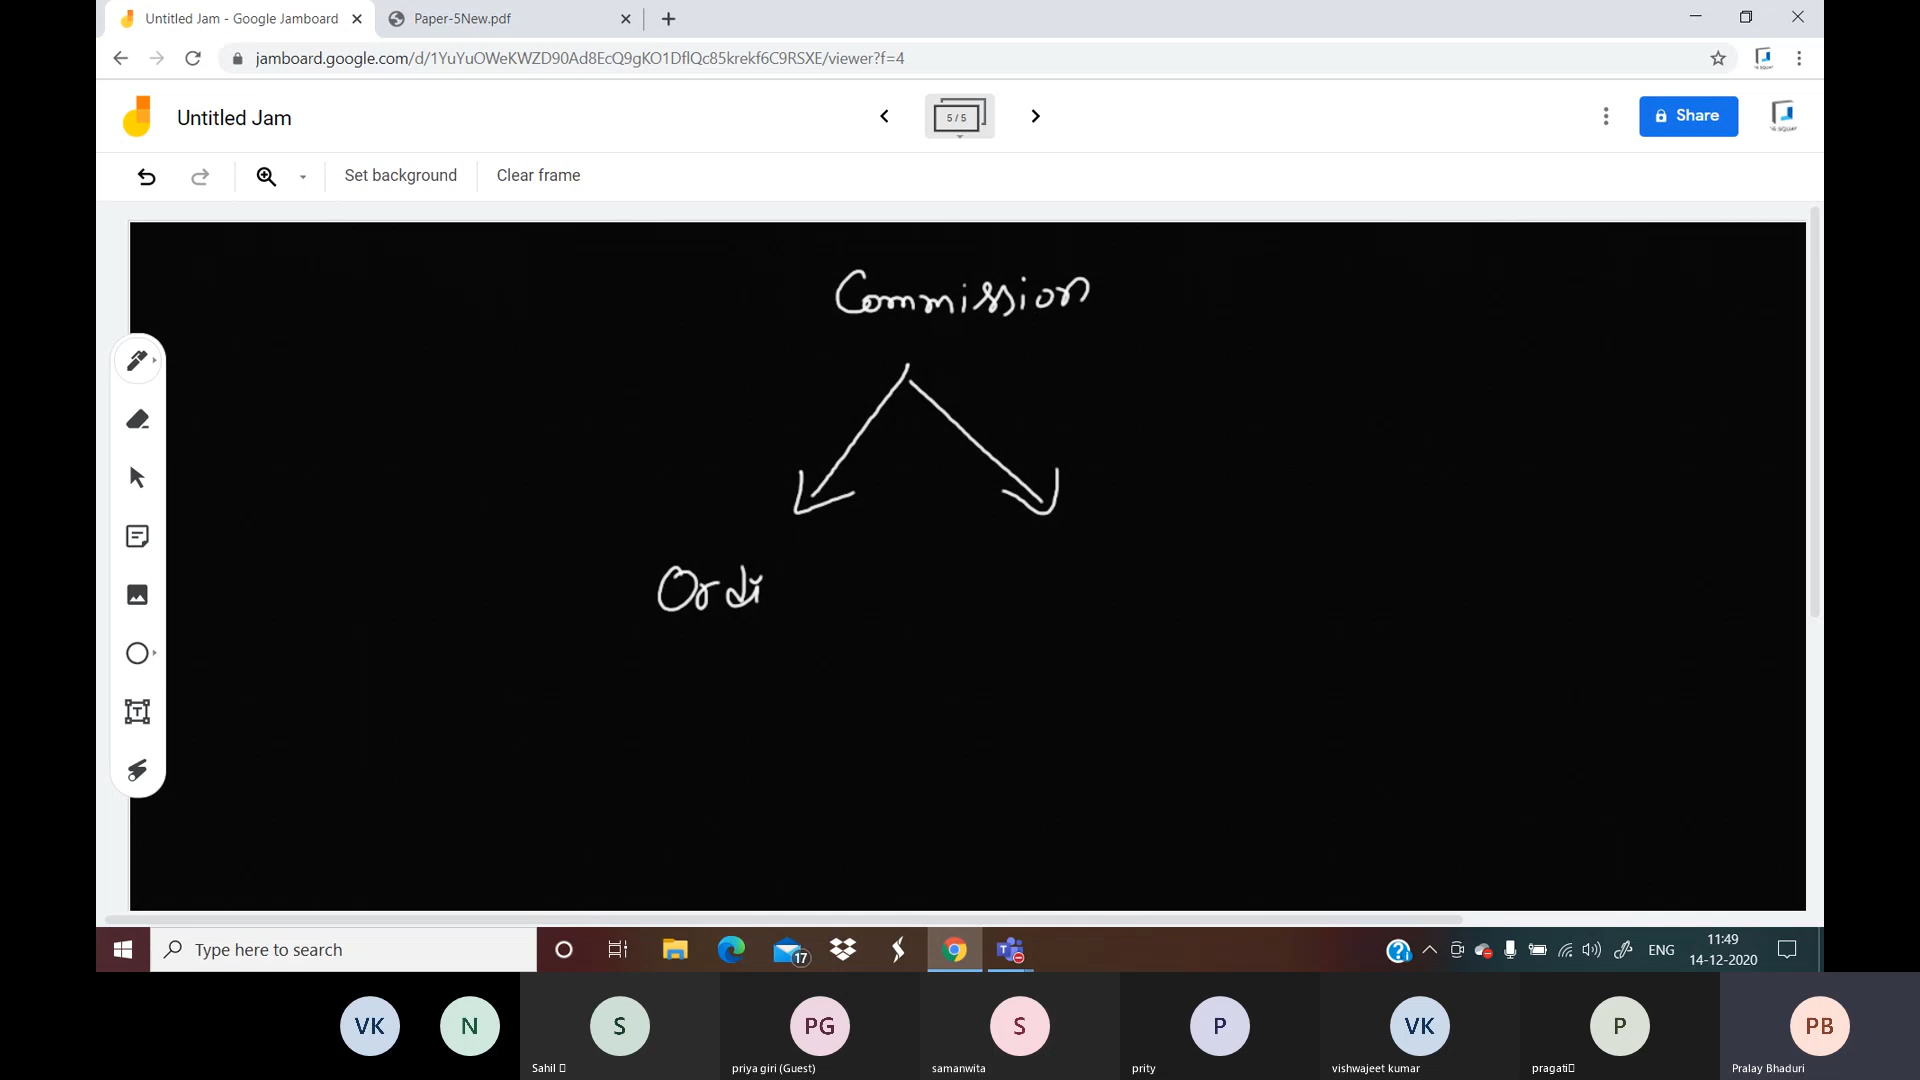 Untitled Jam - Google Jamboard
Paper-5New.pdf
jamboard.google.com/d/1YuYuOWeKWZD90Ad8EcQ9gKO1DflQc85krekf6C9RSXE/viewer?f=4
Untitled Jam
5 / 5
Share
Set background
Clear frame
Commission
Ordi
Type here to search
17
ENG
11:49
14-12-2020
VK
N
S
PG
S
P
VK
P
PB
Sahil
priya giri (Guest)
samanwita
prity
vishwajeet kumar
pragati
Pralay Bhaduri